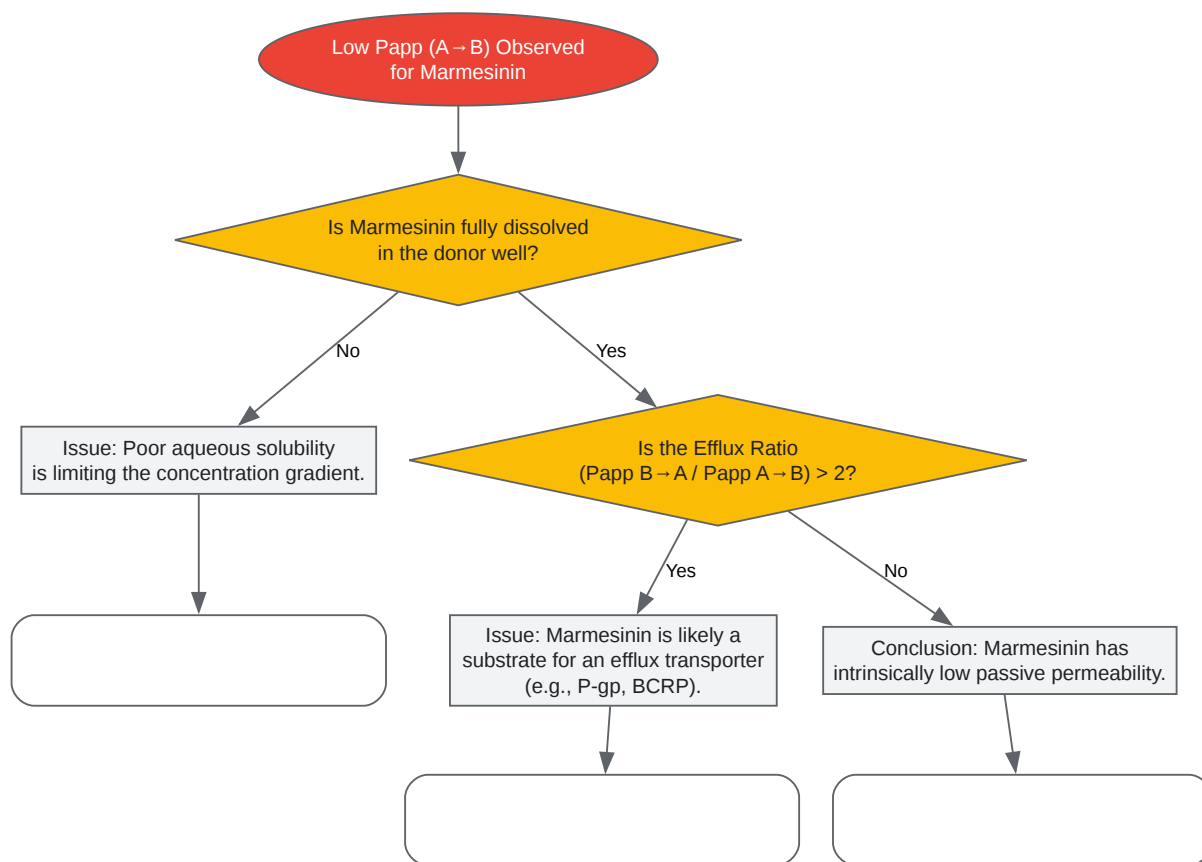 Low Papp (A→B) Observed
for Marmesinin
Is Marmesinin fully dissolved
in the donor well?
No
Yes
Issue: Poor aqueous solubility
is limiting the concentration gradient.
Is the Efflux Ratio
(Papp B→A / Papp A→B) > 2?
Yes
No
Issue: Marmesinin is likely a
substrate for an efflux transporter
(e.g., P-gp, BCRP).
Conclusion: Marmesinin has
intrinsically low passive permeability.